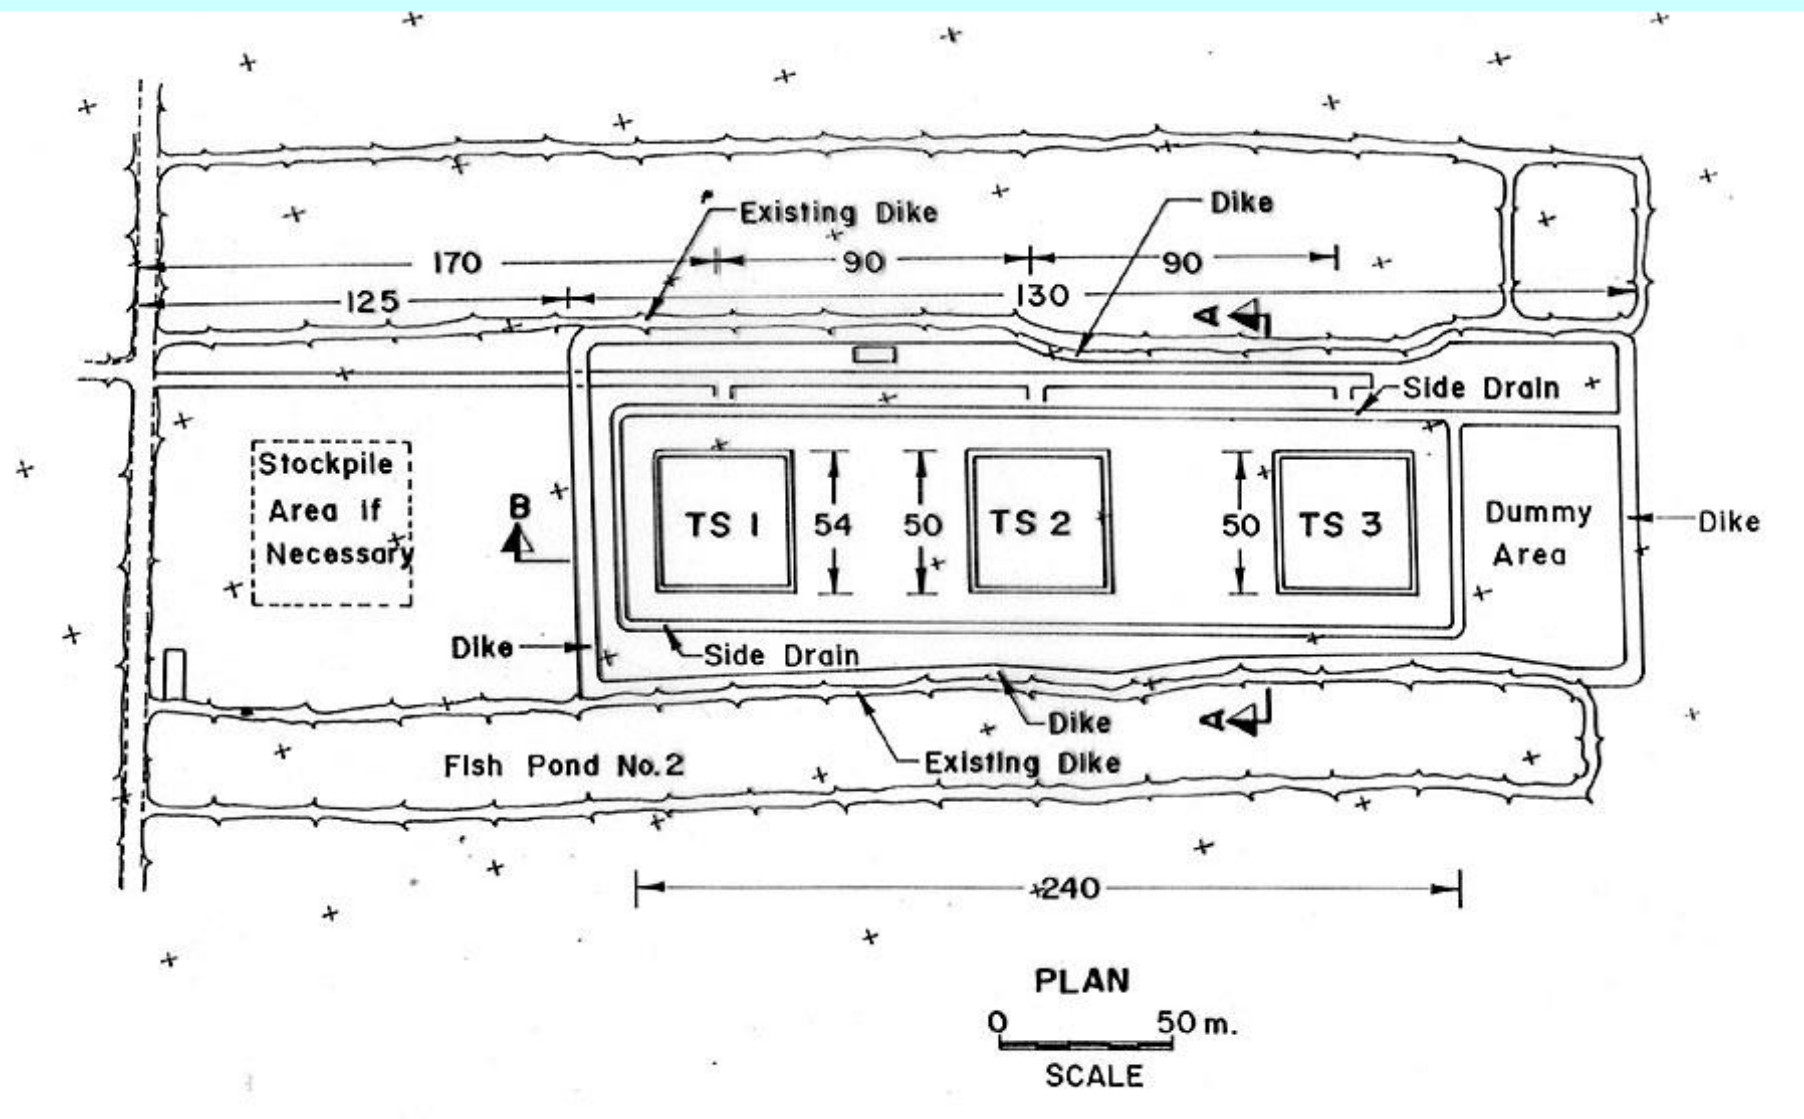 Existing Dike
Dike
170
90
90
125
130
A
Side Drain
Stockpile
Area if
Necessary
B
TS 1
54
50
TS 2
50
TS 3
Dummy
Area
Dike
Dike
Side Drain
A
Dike
Existing Dike
Fish Pond No.2
240
PLAN
0 50 m.
SCALE